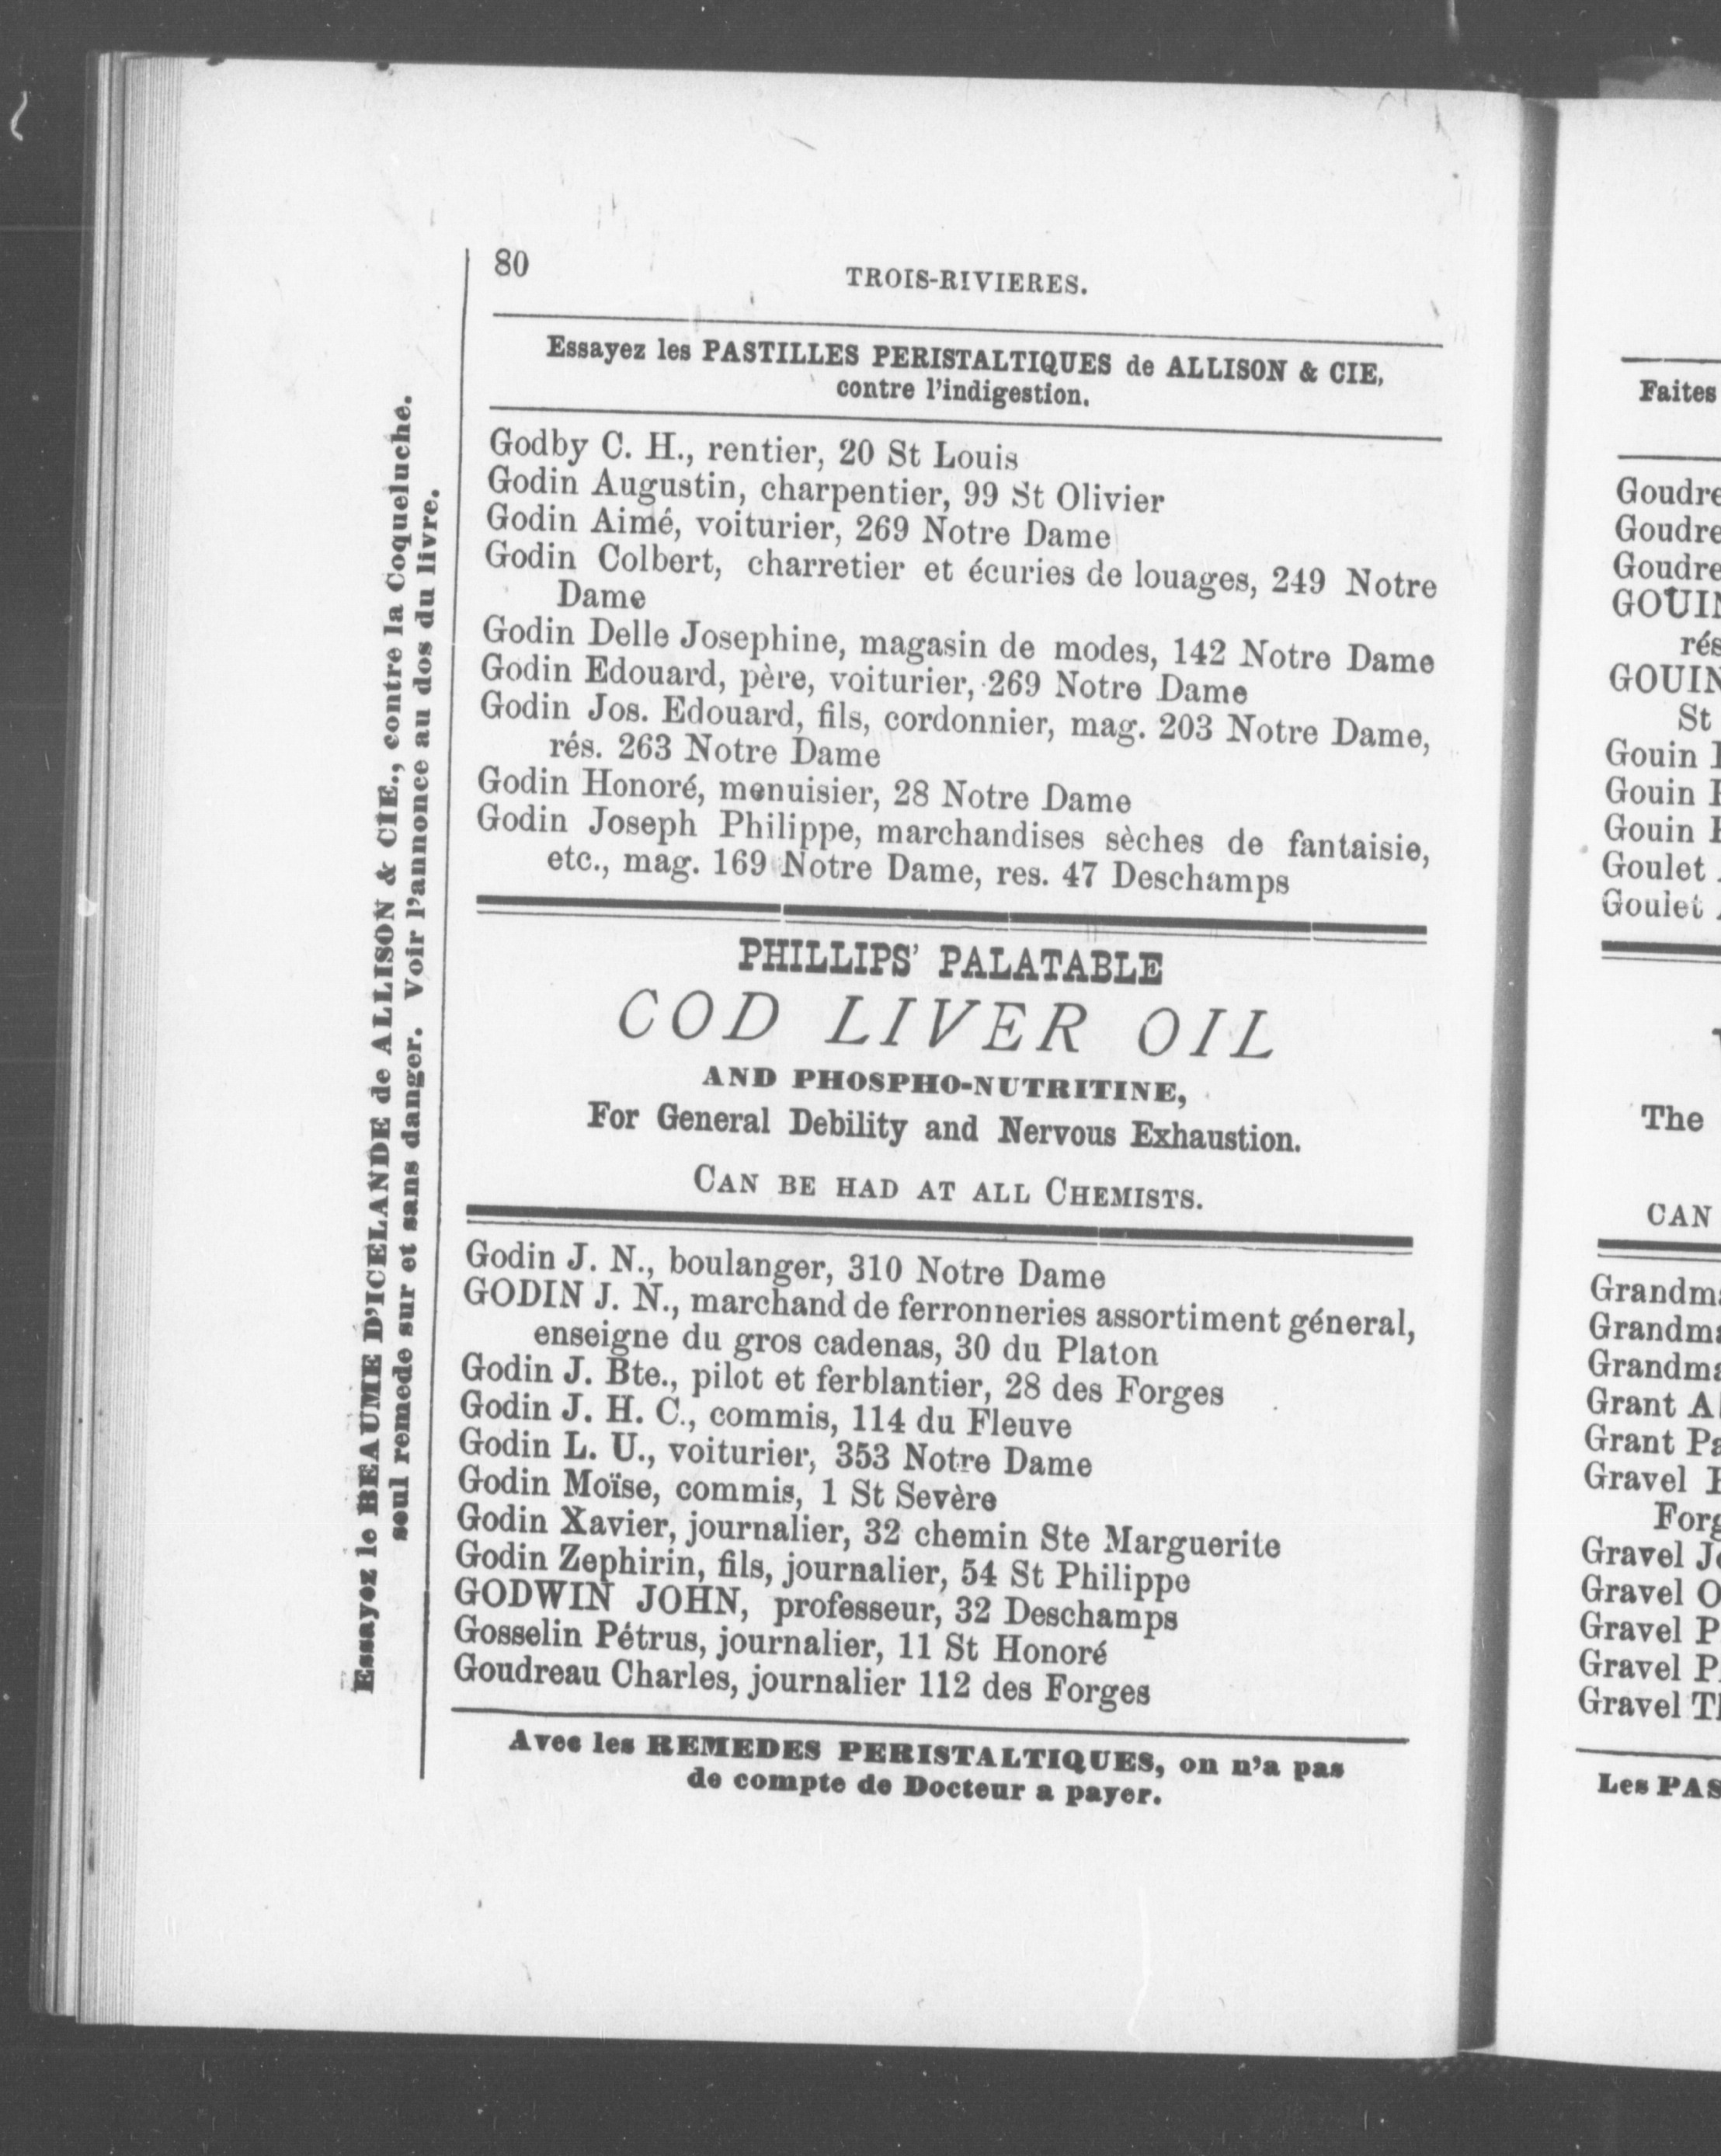 80
TROIS-RIVIERES.
Essayez les PASTILLES PERISTALTIQUES de ALLISON & CIE,
contre l'indigestion.
Godby C. H., rentier, 20 St Louis
Godin Augustin, charpentier, 99 St Olivier
Godin Aimé, voiturier, 269 Notre Dame
Godin Colbert, charretier et écuries de louages, 249 Notre
Dame
Godin Delle Josephine, magasin de modes, 142 Notre Dame
Godin Edouard, père, voiturier, 269 Notre Dame
Godin Jos. Edouard, fils, cordonnier, mag. 203 Notre Dame,
rés. 263 Notre Dame
Godin Honoré, menuisier, 28 Notre Dame
Godin Joseph Philippe, marchandises sèches de fantaisie,
etc., mag. 169 Notre Dame, res. 47 Deschamps
PHILLIPS' PALATABLE
COD LIVER OIL
AND PHOSPHO-NUTRITINE,
For General Debility and Nervous Exhaustion.
CAN BE HAD AT ALL CHEMISTS.
Godin J. N., boulanger, 310 Notre Dame
GODIN J. N., marchand de ferronneries assortiment géneral,
enseigne du gros cadenas, 30 du Platon
Godin J. Bte., pilot et ferblantier, 28 des Forges
Godin J. H. C., commis, 114 du Fleuve
Godin L. U., voiturier, 353 Notre Dame
Godin Moïse, commis, 1 St Sevère
Godin Xavier, journalier, 32 chemin Ste Marguerite
Godin Zephirin, fils, journalier, 54 St Philippe
GODWIN JOHN, professeur, 32 Deschamps
Gosselin Pétrus, journalier, 11 St Honoré
Goudreau Charles, journalier 112 des Forges
Avec les REMEDES PERISTALTIQUES, on n'a pas
de compte de Docteur a payer.
Essayez le BEAUME D'ICELANDE de ALLISON & CIE., contre la Coqueluche.
seul remede sur et sans danger. Voir l'annonce au dos du livre.
Faites
rés
St
Gouin
Gouin
Gouin
Goulet
Goulet
The
CAN
Grant
Grant
Gravel
Gravel
Gravel
Gravel
Gravel
Gravel
Les